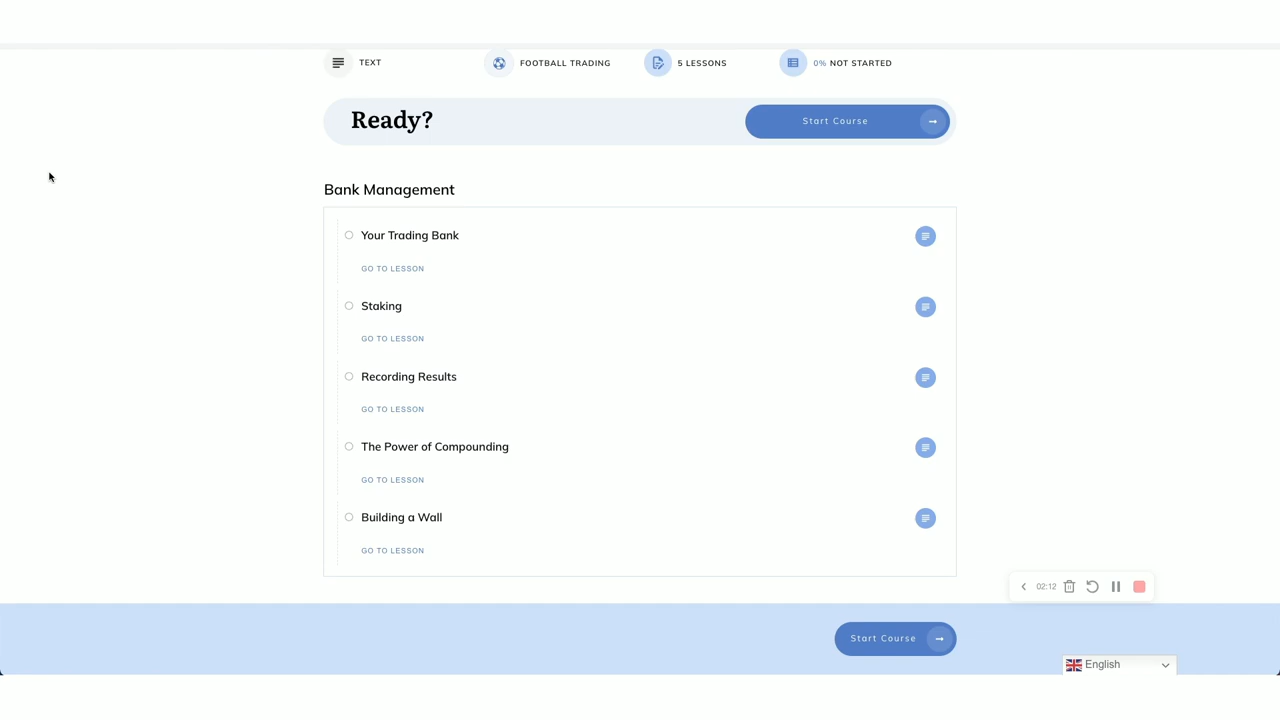 TEXT
FOOTBALL TRADING
5 LESSONS
0% NOT STARTED
Ready?
Start Course
Bank Management
Your Trading Bank
GO TO LESSON
Staking
GO TO LESSON
Recording Results
GO TO LESSON
The Power of Compounding
GO TO LESSON
Building a Wall
GO TO LESSON
02:12
Start Course
English